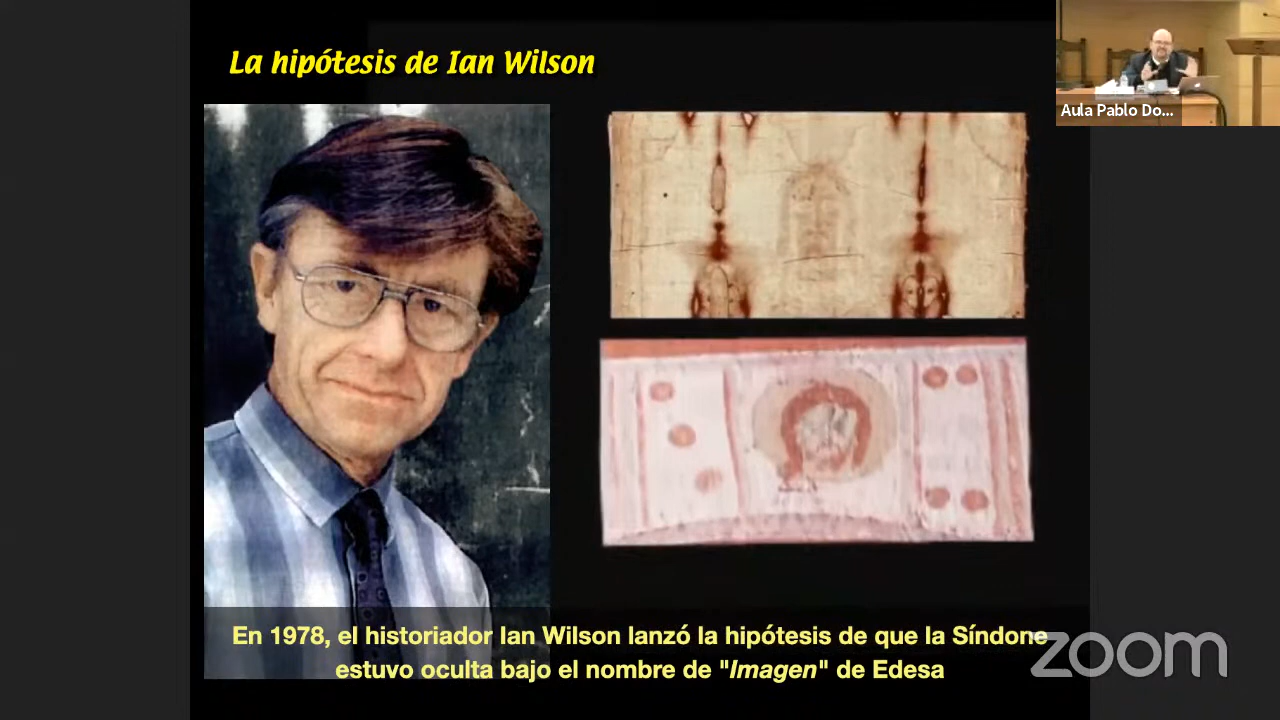 La hipótesis de Ian Wilson
Aula Pablo Do...
En 1978, el historiador Ian Wilson lanzó la hipótesis de que la Síndone
estuvo oculta bajo el nombre de "Imagen" de Edesa
zoom